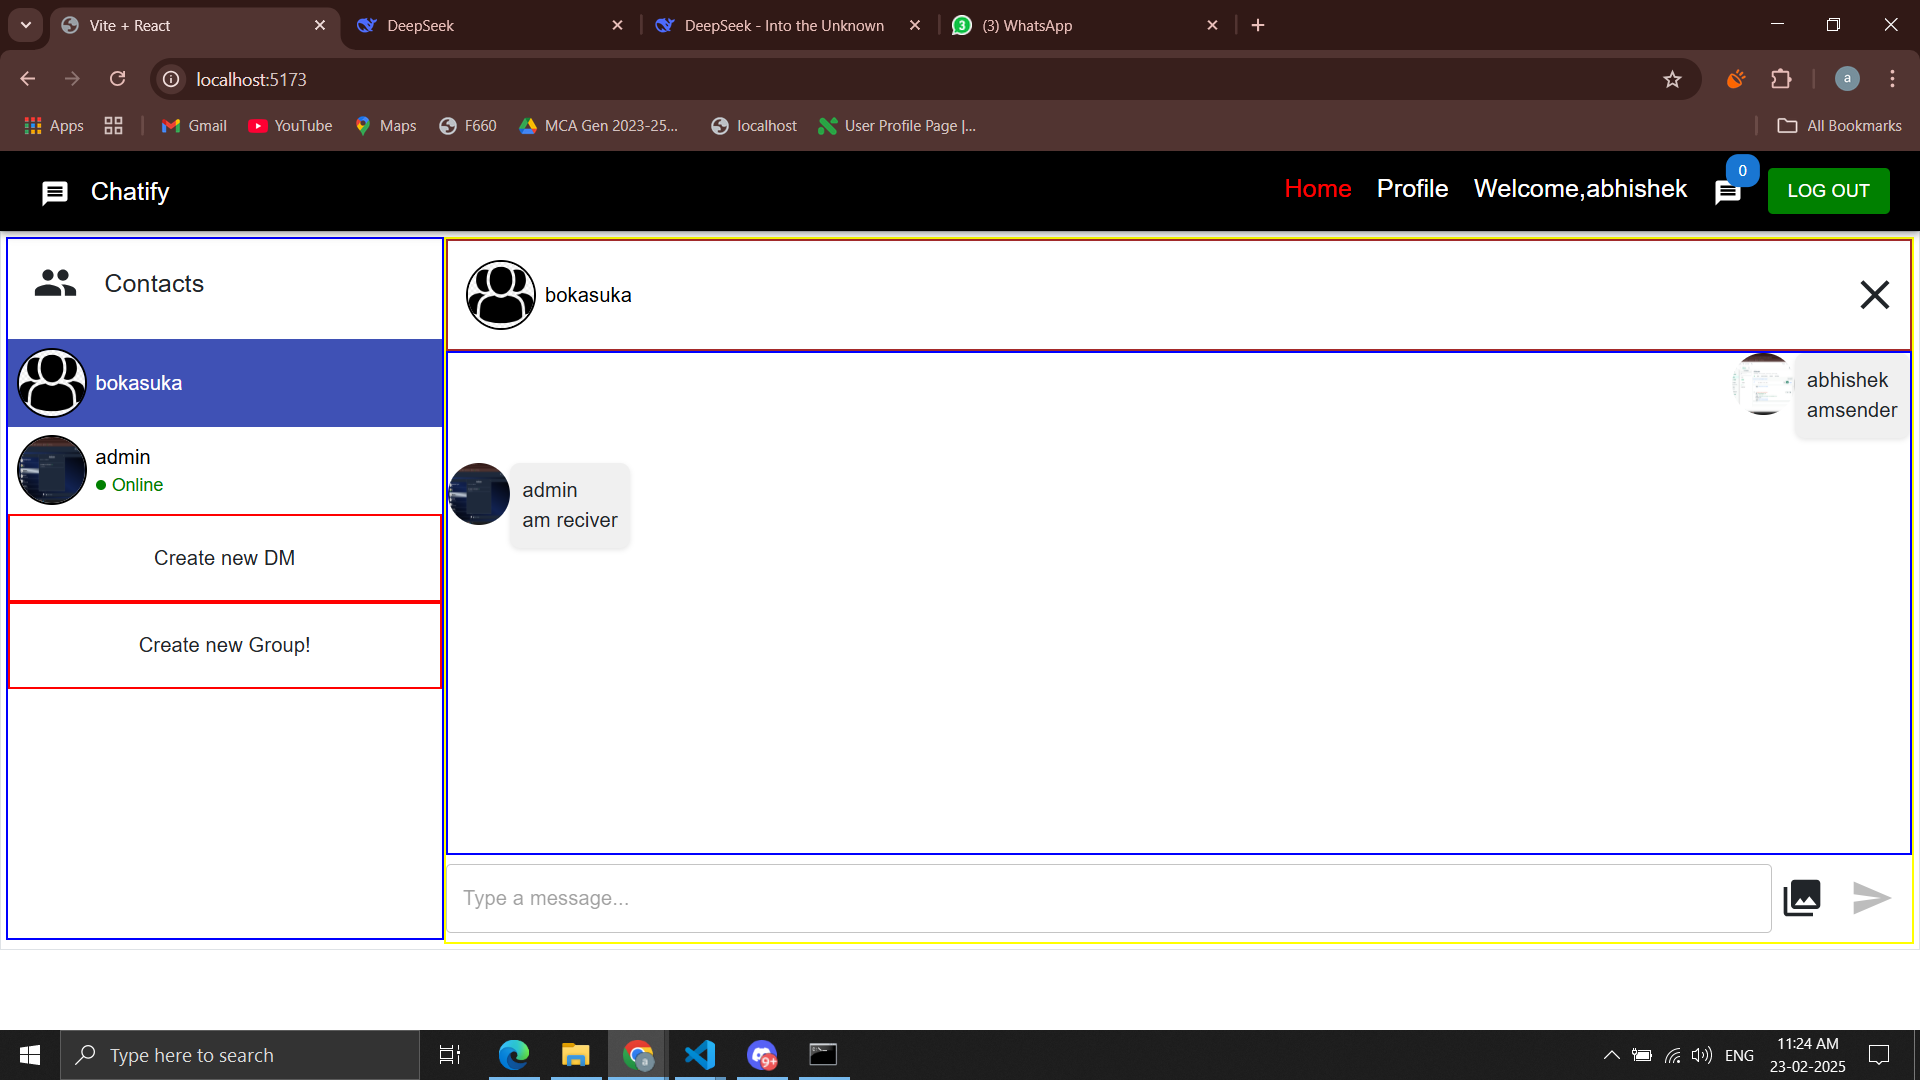 Vite + React
DeepSeek
DeepSeek - Into the Unknown
3
(3) WhatsApp
localhost:5173
a
Apps
Gmail
YouTube
Maps
F660
MCA Gen 2023-25...
localhost
User Profile Page |...
All Bookmarks
Chatify
Home
Profile
Welcome,abhishek
0
LOG OUT
Contacts
bokasuka
admin
Online
Create new DM
Create new Group!
bokasuka
abhishek
amsender
admin
am reciver
Type a message...
Type here to search
a
9+
ENG
11:24 AM
23-02-2025